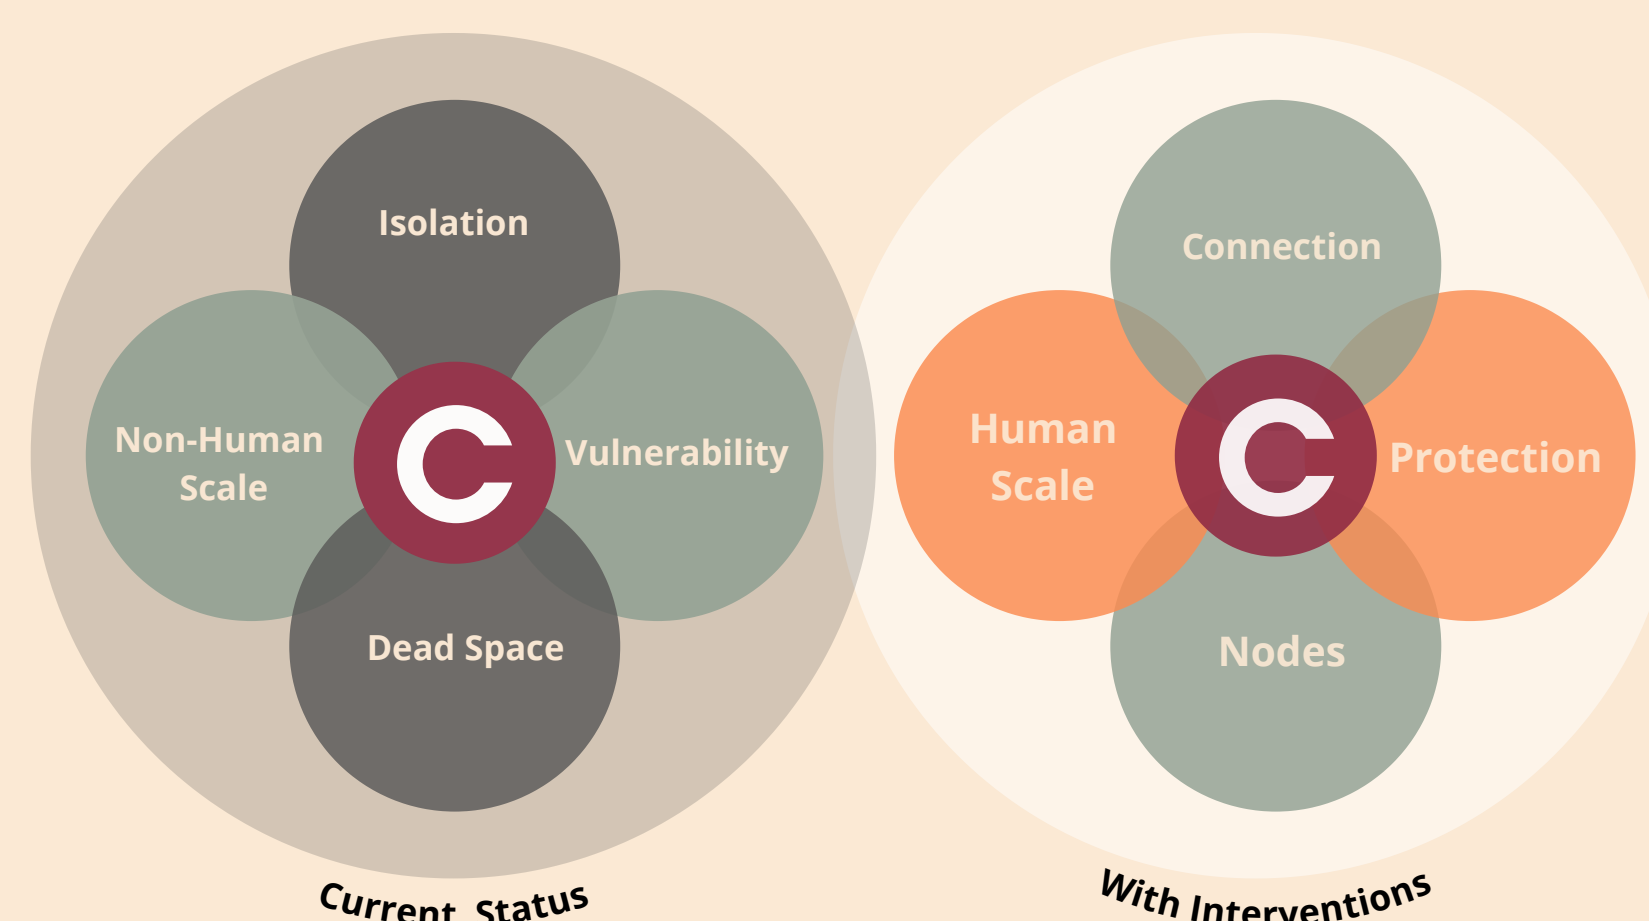 Isolation
Non-Human
Scale
Vulnerability
Dead Space
C
Current Status
Connection
Human
Scale
Protection
Nodes
C
With Interventions